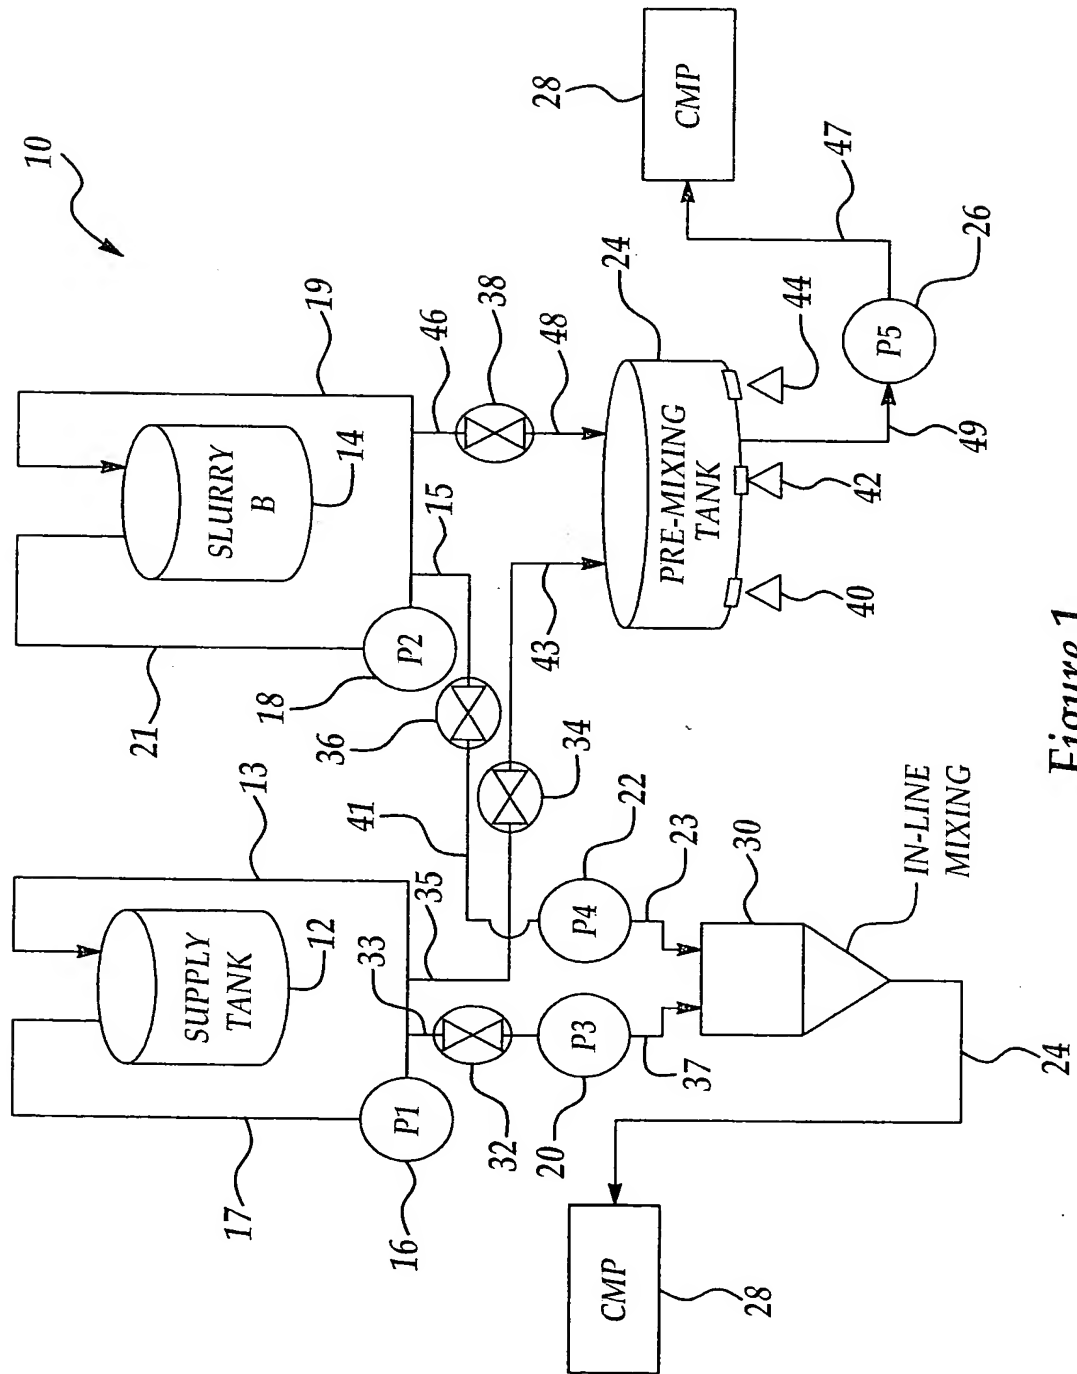 10
17
SUPPLY
TANK
12
13
21
SLURRY
B
14
19
P1
16
33
35
41
P2
18
36
15
46
38
48
32
P3
20
37
P4
22
23
34
43
24
PRE-MIXING
TANK
40
42
44
49
P5
26
47
CMP
28
30
IN-LINE
MIXING
24
CMP
28
Figure 1